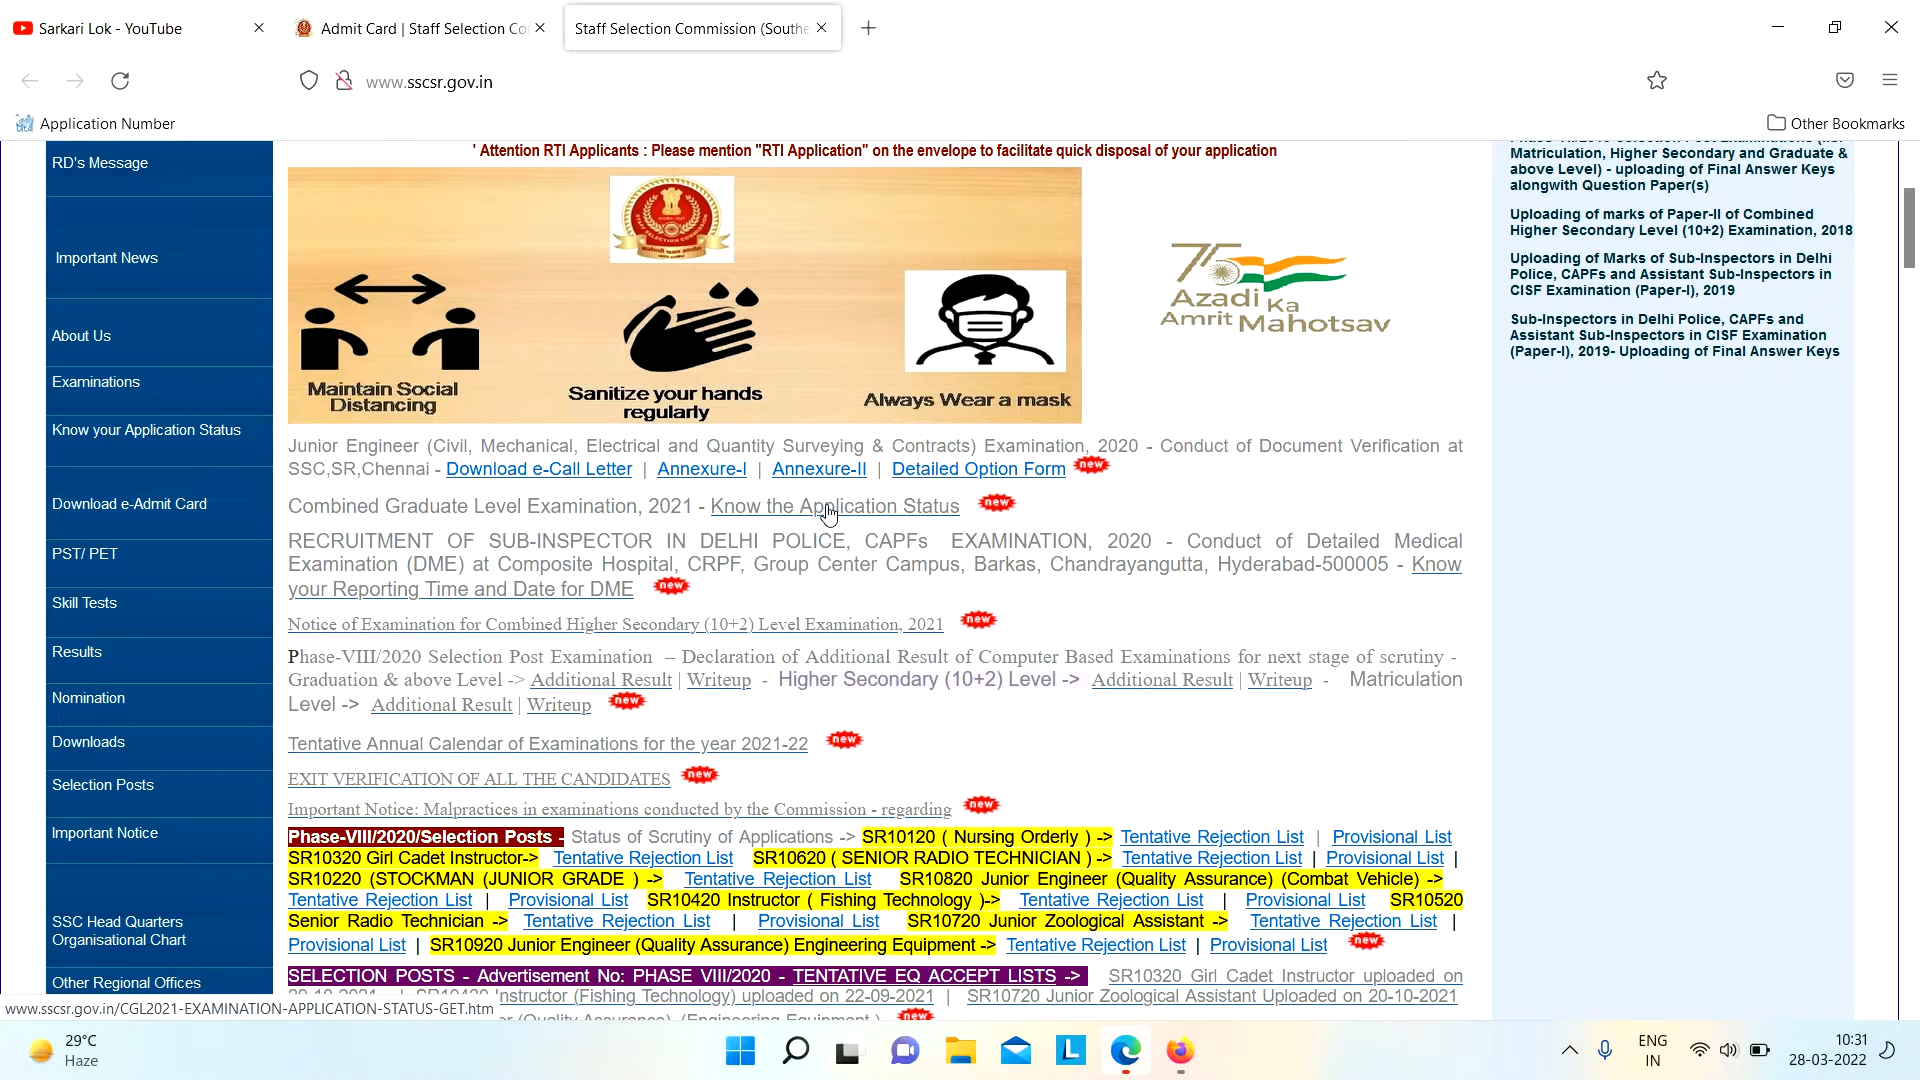 Sarkari Lok - YouTube
Admit Card | Staff Selection Co
Staff Selection Commission (Southe
www.sscsr.gov.in
Application Number
Other Bookmarks
RD's Message
Important News
About Us
Examinations
Know your Application Status
Download e-Admit Card
PST/ PET
Skill Tests
Results
Nomination
Downloads
Selection Posts
Important Notice
SSC Head Quarters
Organisational Chart
Other Regional Offices
' Attention RTI Applicants : Please mention "RTI Application" on the envelope to facilitate quick disposal of your application
Maintain Social
Distancing
Sanitize your hands
regularly
Always Wear a mask
75
Azadi Ka
Amrit Mahotsav
Junior Engineer (Civil, Mechanical, Electrical and Quantity Surveying & Contracts) Examination, 2020 - Conduct of Document Verification at
SSC,SR,Chennai - Download e-Call Letter | Annexure-I | Annexure-II | Detailed Option Form new
Combined Graduate Level Examination, 2021 - Know the Application Status new
RECRUITMENT OF SUB-INSPECTOR IN DELHI POLICE, CAPFs EXAMINATION, 2020 - Conduct of Detailed Medical
Examination (DME) at Composite Hospital, CRPF, Group Center Campus, Barkas, Chandrayangutta, Hyderabad-500005 - Know
your Reporting Time and Date for DME new
Notice of Examination for Combined Higher Secondary (10+2) Level Examination, 2021 new
Phase-VIII/2020 Selection Post Examination – Declaration of Additional Result of Computer Based Examinations for next stage of scrutiny -
Graduation & above Level -> Additional Result | Writeup - Higher Secondary (10+2) Level -> Additional Result | Writeup - Matriculation
Level -> Additional Result | Writeup new
Tentative Annual Calendar of Examinations for the year 2021-22 new
EXIT VERIFICATION OF ALL THE CANDIDATES new
Important Notice: Malpractices in examinations conducted by the Commission - regarding new
Phase-VIII/2020/Selection Posts - Status of Scrutiny of Applications -> SR10120 ( Nursing Orderly ) -> Tentative Rejection List | Provisional List
SR10320 Girl Cadet Instructor-> Tentative Rejection List SR10620 ( SENIOR RADIO TECHNICIAN ) -> Tentative Rejection List | Provisional List |
SR10220 (STOCKMAN (JUNIOR GRADE ) -> Tentative Rejection List SR10820 Junior Engineer (Quality Assurance) (Combat Vehicle) ->
Tentative Rejection List | Provisional List SR10420 Instructor ( Fishing Technology )-> Tentative Rejection List | Provisional List SR10520
Senior Radio Technician -> Tentative Rejection List | Provisional List SR10720 Junior Zoological Assistant -> Tentative Rejection List |
Provisional List | SR10920 Junior Engineer (Quality Assurance) Engineering Equipment -> Tentative Rejection List | Provisional List new
SELECTION POSTS - Advertisement No: PHASE VIII/2020 - TENTATIVE EQ ACCEPT LISTS -> SR10320 Girl Cadet Instructor uploaded on
Instructor (Fishing Technology) uploaded on 22-09-2021 | SR10720 Junior Zoological Assistant Uploaded on 20-10-2021
new
Matriculation, Higher Secondary and Graduate &
above Level) - uploading of Final Answer Keys
alongwith Question Paper(s)
Uploading of marks of Paper-II of Combined
Higher Secondary Level (10+2) Examination, 2018
Uploading of Marks of Sub-Inspectors in Delhi
Police, CAPFs and Assistant Sub-Inspectors in
CISF Examination (Paper-I), 2019
Sub-Inspectors in Delhi Police, CAPFs and
Assistant Sub-Inspectors in CISF Examination
(Paper-I), 2019- Uploading of Final Answer Keys
www.sscsr.gov.in/CGL2021-EXAMINATION-APPLICATION-STATUS-GET.htm
29°C
Haze
L
ENG
IN
10:31
28-03-2022